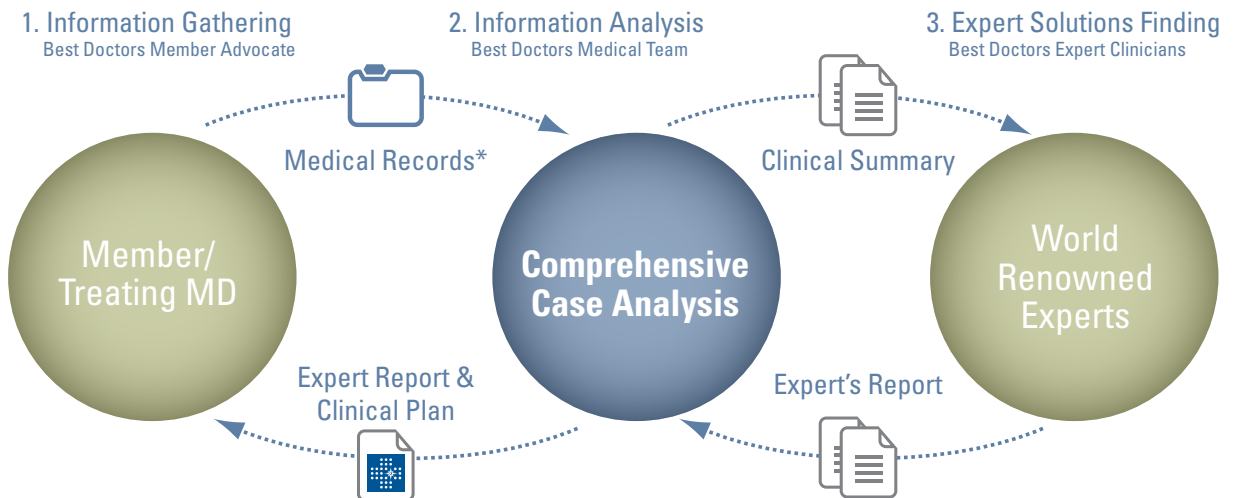 1. Information Gathering
Best Doctors Member Advocate
2. Information Analysis
Best Doctors Medical Team
3. Expert Solutions Finding
Best Doctors Expert Clinicians
Medical Records*
Clinical Summary
Member/
Treating MD
Comprehensive
Case Analysis
World
Renowned
Experts
Expert Report &
Clinical Plan
Expert’s Report